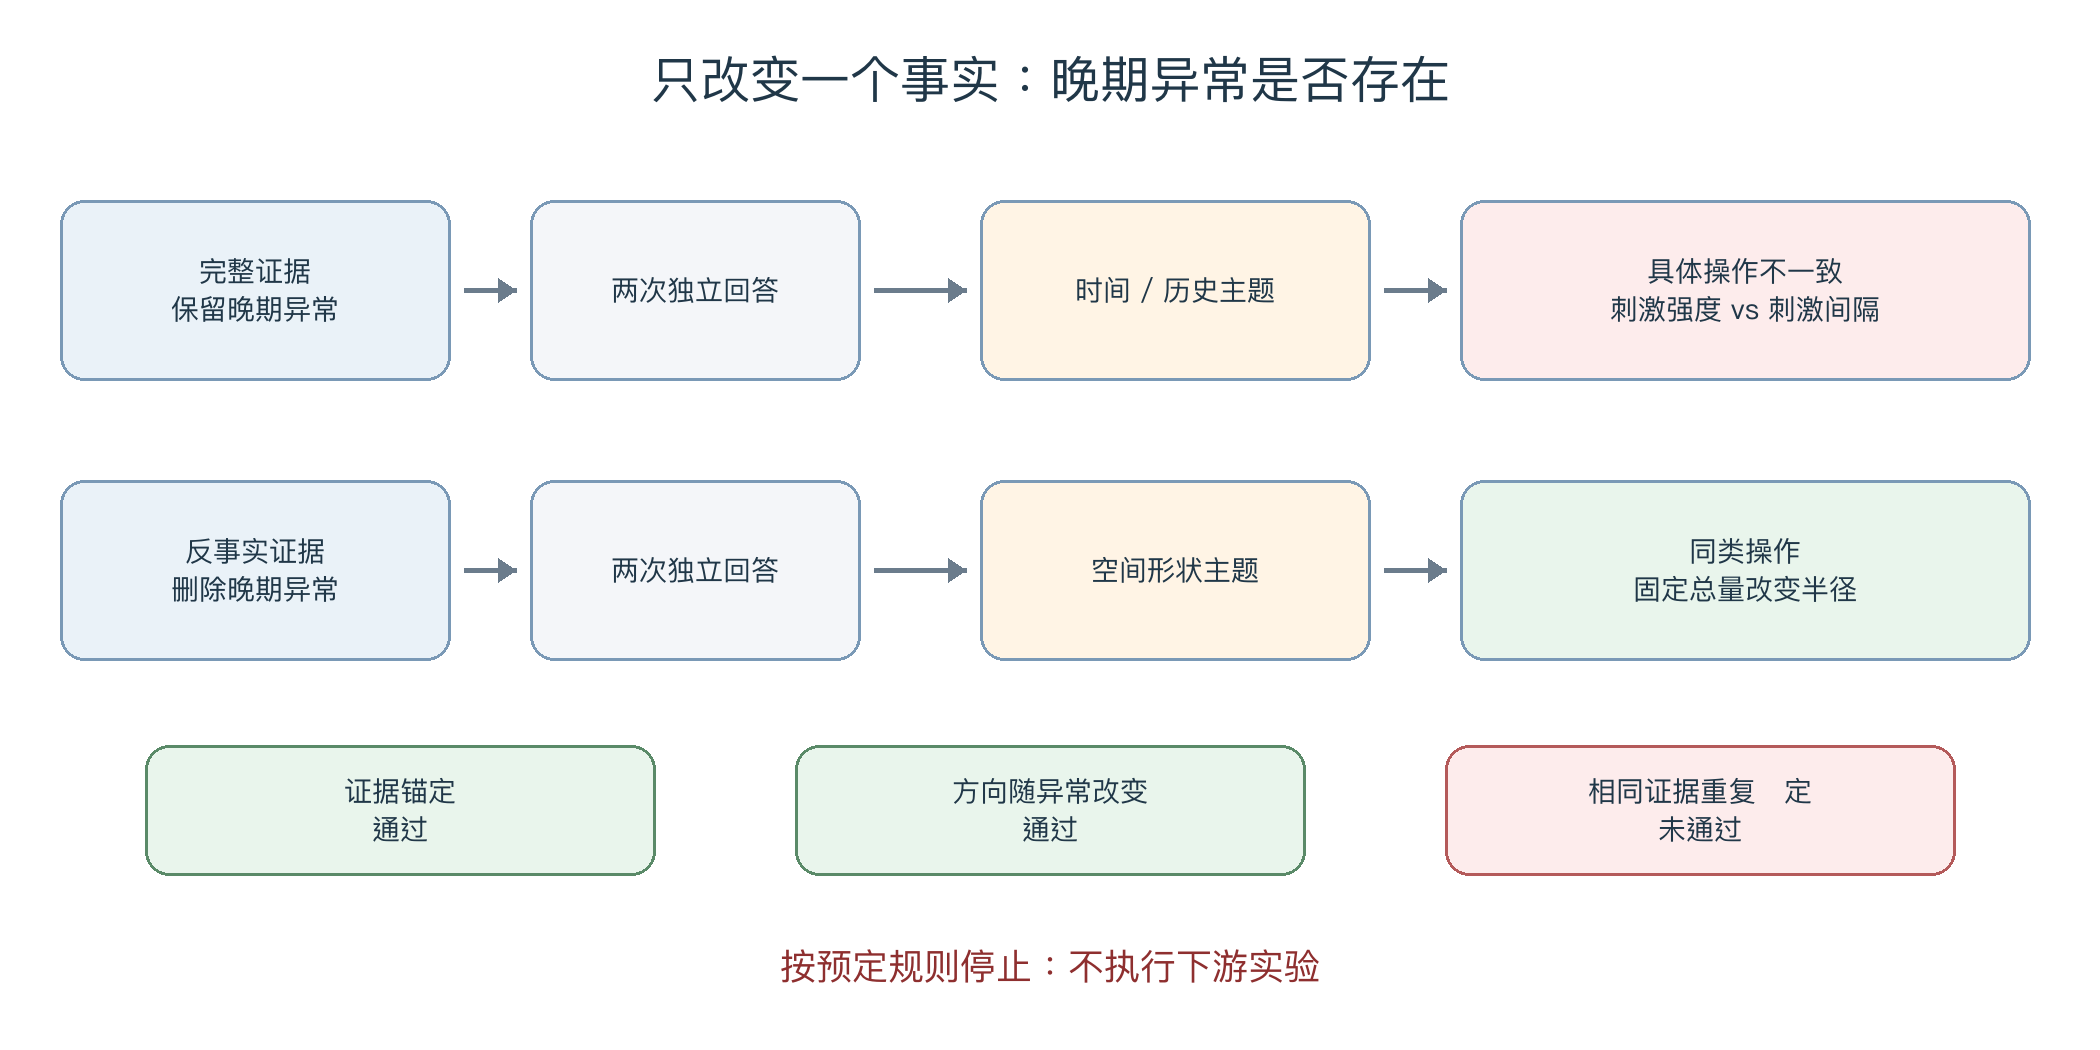 只改变一个事实：晚期异常是否存在
完整证据
保留晚期异常
两次独立回答
时间 / 历史主题
具体操作不一致
刺激强度 vs 刺激间隔
反事实证据
删除晚期异常
两次独立回答
空间形状主题
同类操作
固定总量改变半径
证据锚定
通过
方向随异常改变
通过
相同证据重复　定
未通过
按预定规则停止：不执行下游实验